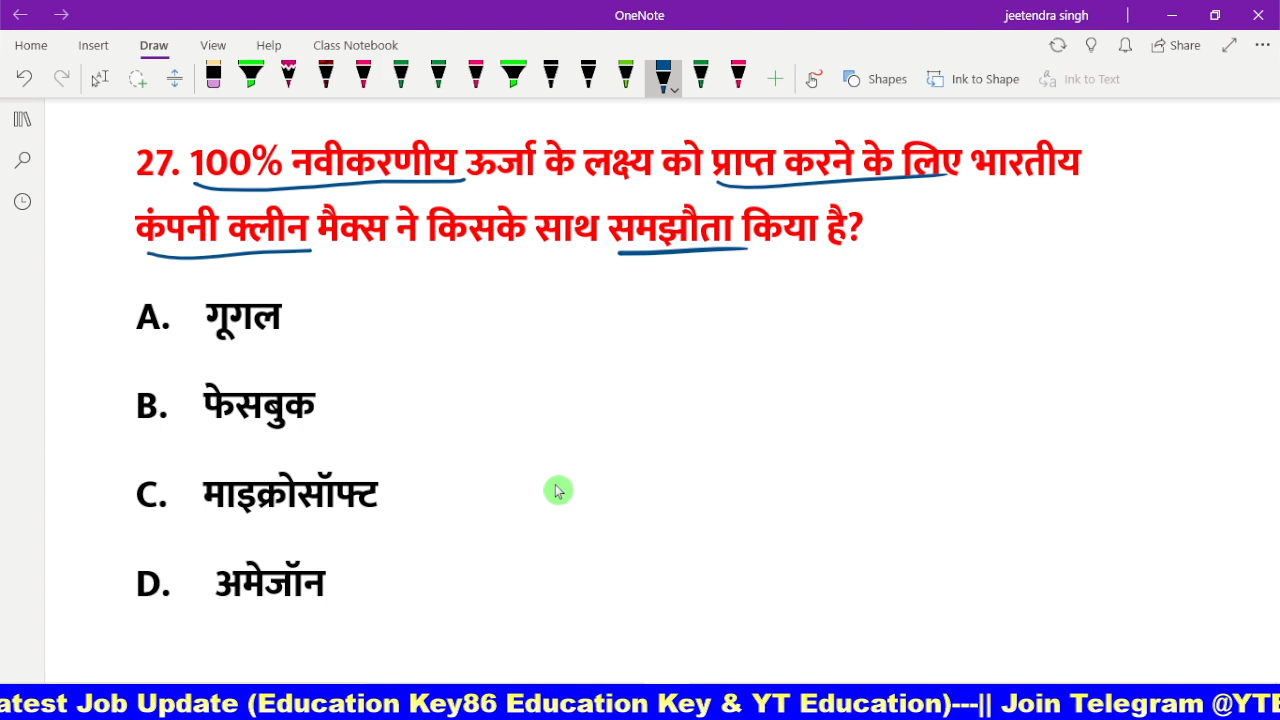 OneNote
jeetendra singh
Home Insert Draw View Help Class Notebook
Share
Shapes Ink to Shape Ink to Text
27. 100% नवीकरणीय ऊर्जा के लक्ष्य को प्राप्त करने के लिए भारतीय
कंपनी क्लीन मैक्स ने किसके साथ समझौता किया है?
A. गूगल
B. फेसबुक
C. माइक्रोसॉफ्ट
D. अमेजॉन
atest Job Update (Education Key86 Education Key & YT Education)---|| Join Telegram @YTE